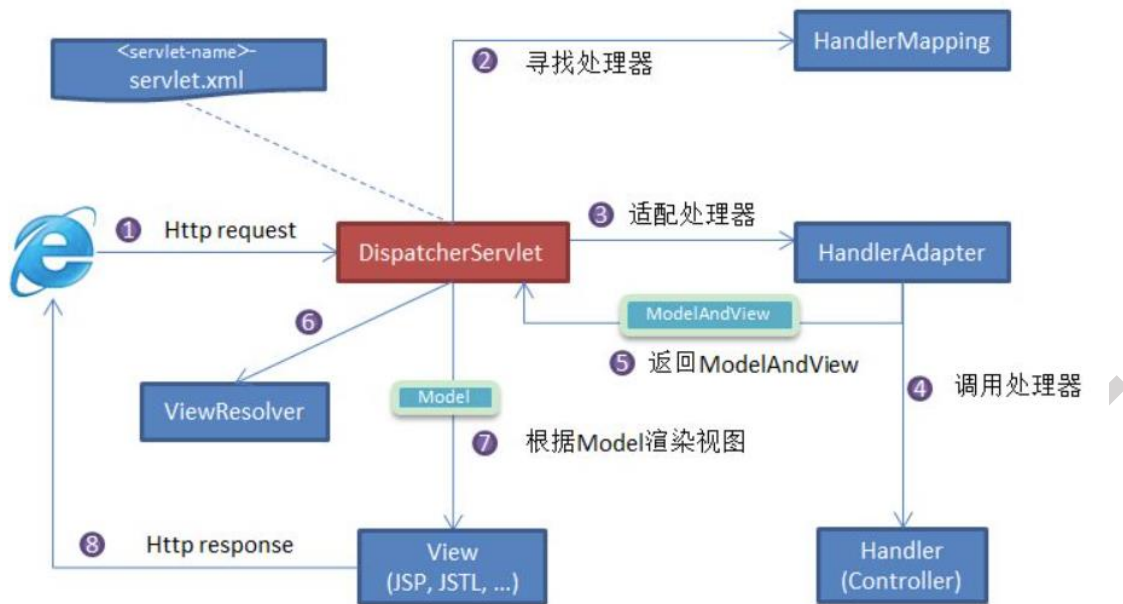 <servlet-name>-
servlet.xml
❷ 寻找处理器
HandlerMapping
❶ Http request
DispatcherServlet
❸ 适配处理器
HandlerAdapter
ModelAndView
❺ 返回ModelAndView
❹ 调用处理器
❻
ViewResolver
Model
❼ 根据Model渲染视图
❽ Http response
View
(JSP, JSTL, ...)
Handler
(Controller)